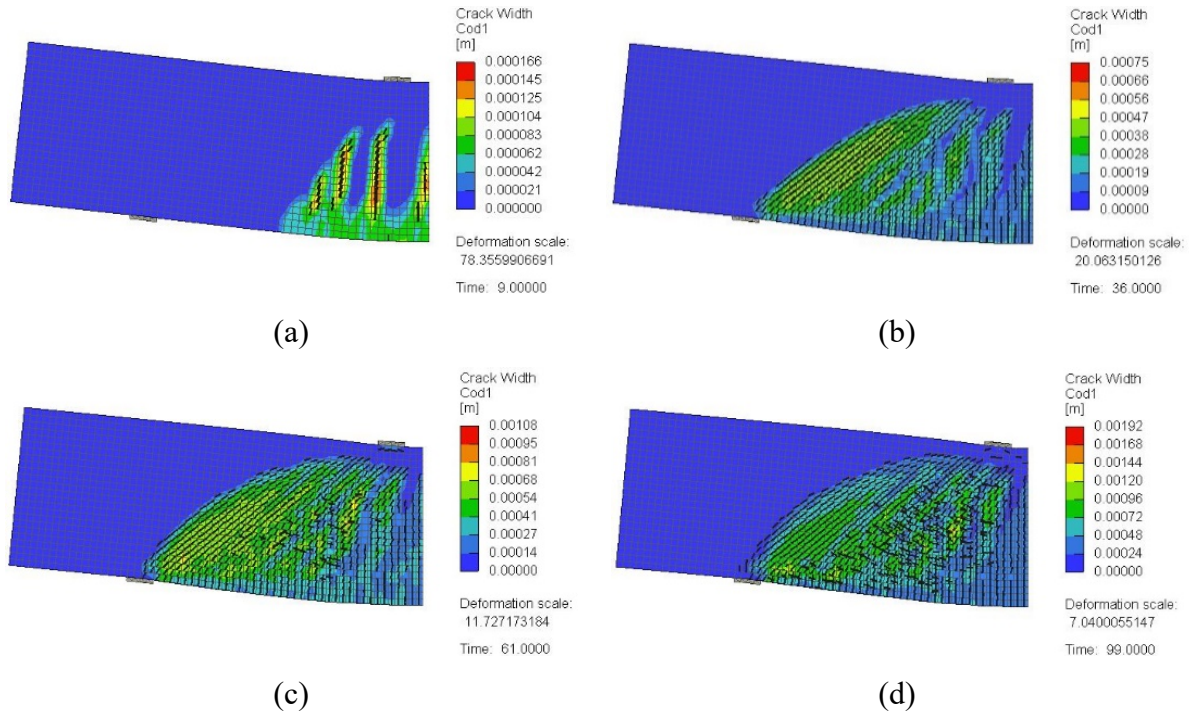 Crack Width
Cod1
[m]
0.000166
0.000145
0.000125
0.000104
0.000083
0.000062
0.000042
0.000021
0.000000
Deformation scale:
78.3559906691
Time: 9.00000
(a)
Crack Width
Cod1
[m]
0.00075
0.00066
0.00056
0.00047
0.00038
0.00028
0.00019
0.00009
0.00000
Deformation scale:
20.063150126
Time: 36.0000
(b)
Crack Width
Cod1
[m]
0.00108
0.00095
0.00081
0.00068
0.00054
0.00041
0.00027
0.00014
0.00000
Deformation scale:
11.727173184
Time: 61.0000
(c)
Crack Width
Cod1
[m]
0.00192
0.00168
0.00144
0.00120
0.00096
0.00072
0.00048
0.00024
0.00000
Deformation scale:
7.0400055147
Time: 99.0000
(d)